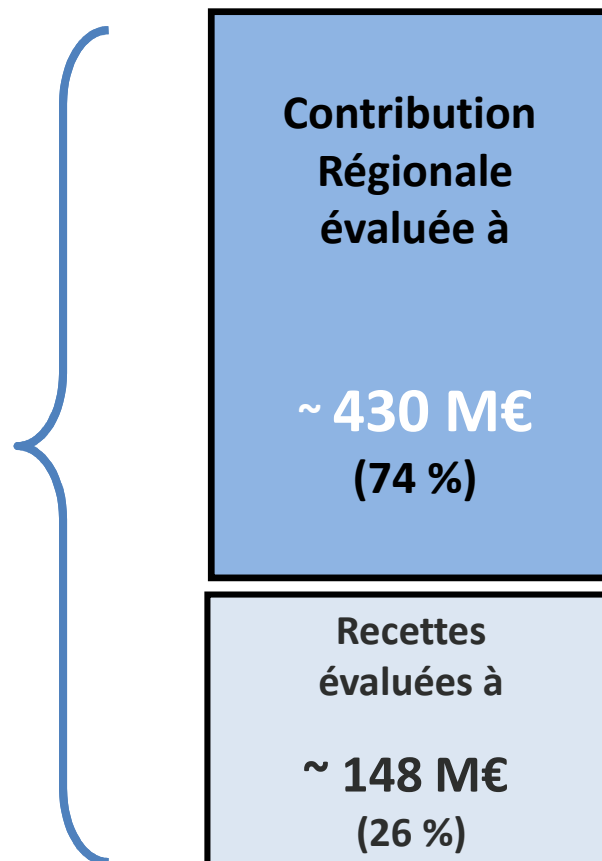 Contribution
Régionale
évaluée à
~ 430 M€
(74 %)
Recettes
évaluées à
~ 148 M€
(26 %)